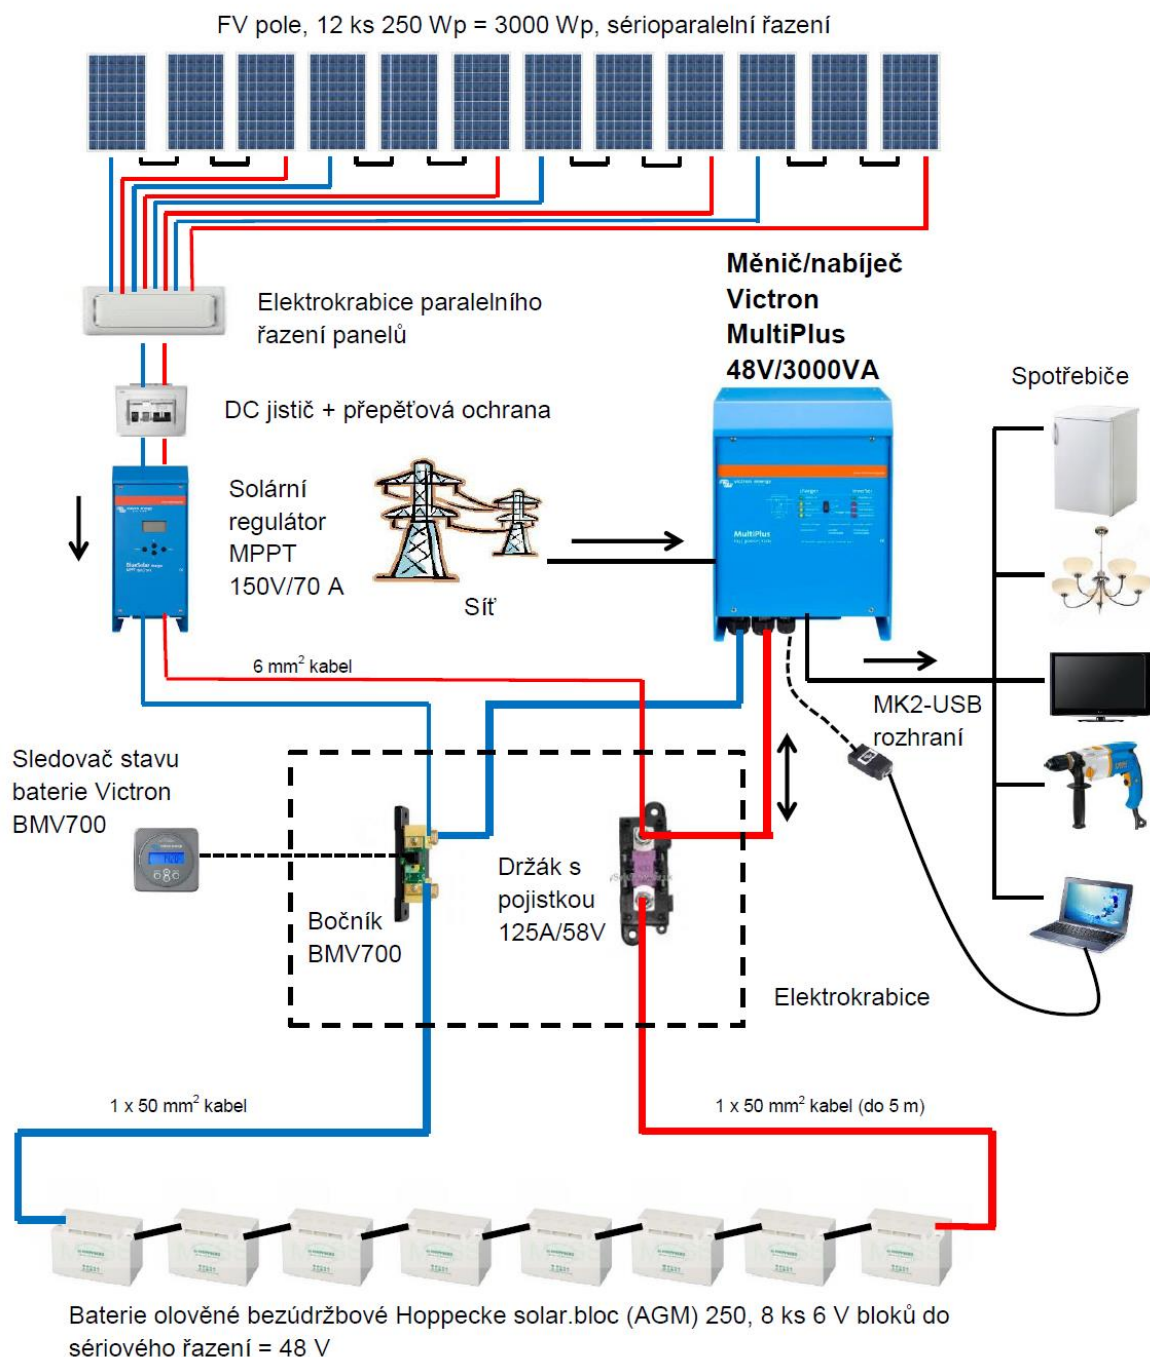 FV pole, 12 ks 250 Wp = 3000 Wp, sérioparalelní řazení
Elektrokrabice paralelního
řazení panelů
Měnič/nabíječ
Victron
MultiPlus
48V/3000VA
Spotřebiče
DC jistič + přepěťová ochrana
Solární
regulátor
MPPT
150V/70 A
Síť
MultiPlus
6 mm² kabel
MK2-USB
rozhraní
Sledovač stavu
baterie Victron
BMV700
Bočník
BMV700
Držák s
pojistkou
125A/58V
Elektrokrabice
1 x 50 mm² kabel
1 x 50 mm² kabel (do 5 m)
Baterie olověné bezúdržbové Hoppecke solar.bloc (AGM) 250, 8 ks 6 V bloků do
sériového řazení = 48 V